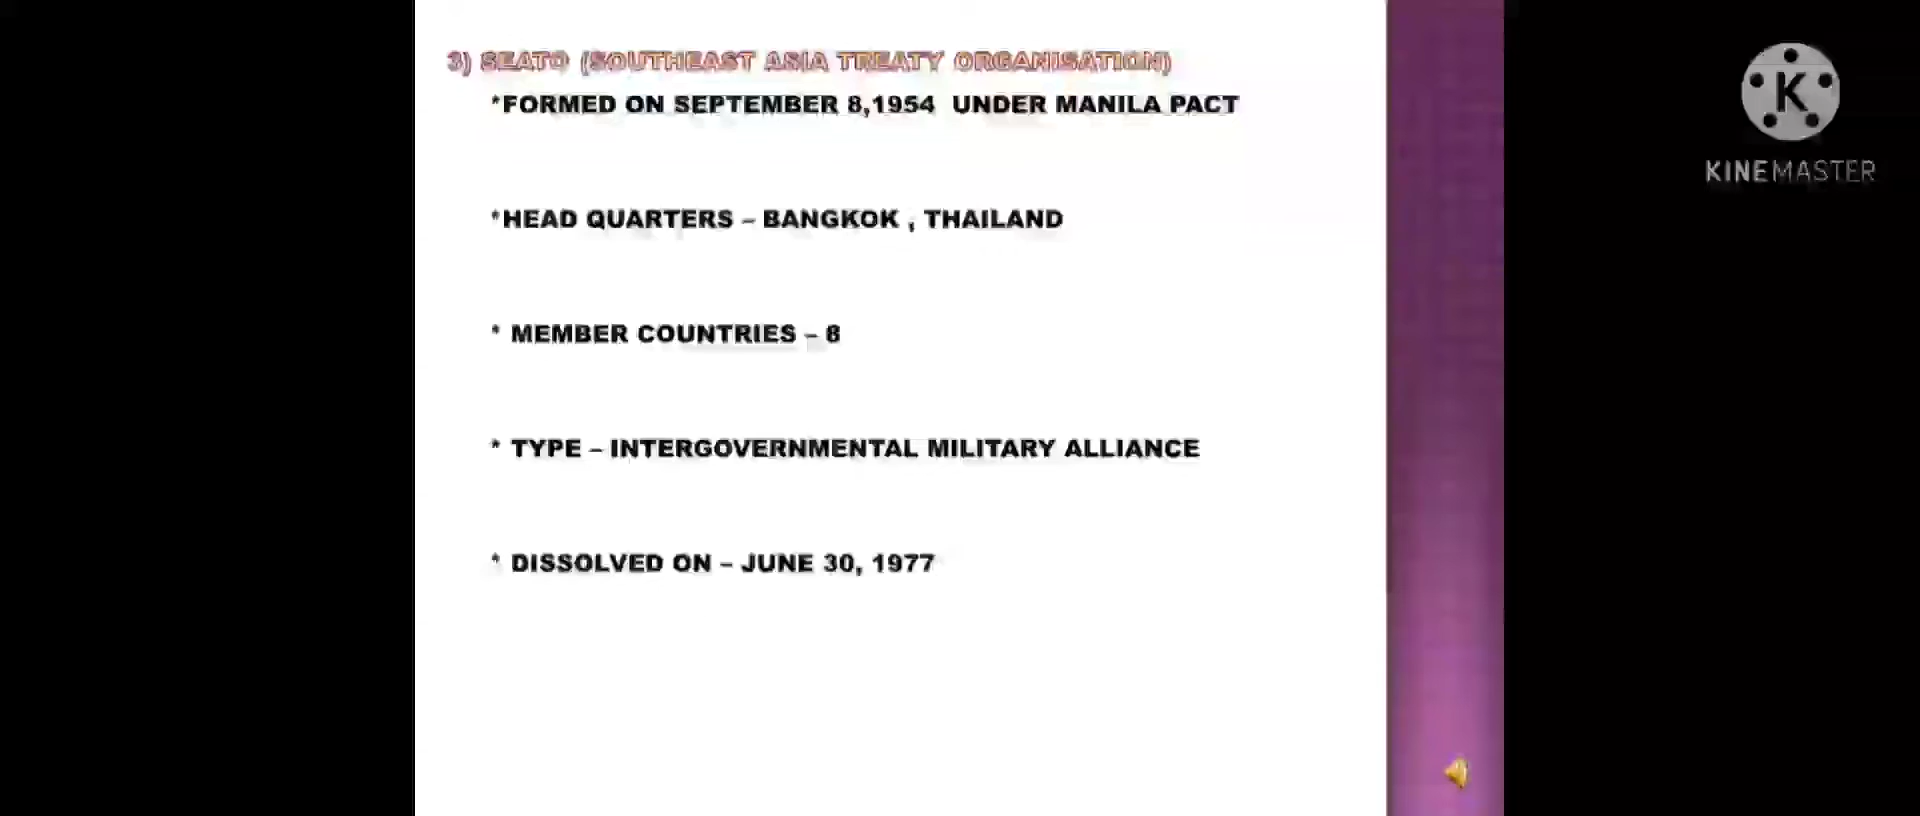 3) SEATO (SOUTHEAST ASIA TREATY ORGANISATION)
*FORMED ON SEPTEMBER 8,1954 UNDER MANILA PACT
*HEAD QUARTERS – BANGKOK , THAILAND
* MEMBER COUNTRIES – 8
* TYPE – INTERGOVERNMENTAL MILITARY ALLIANCE
* DISSOLVED ON – JUNE 30, 1977
K
KINEMASTER